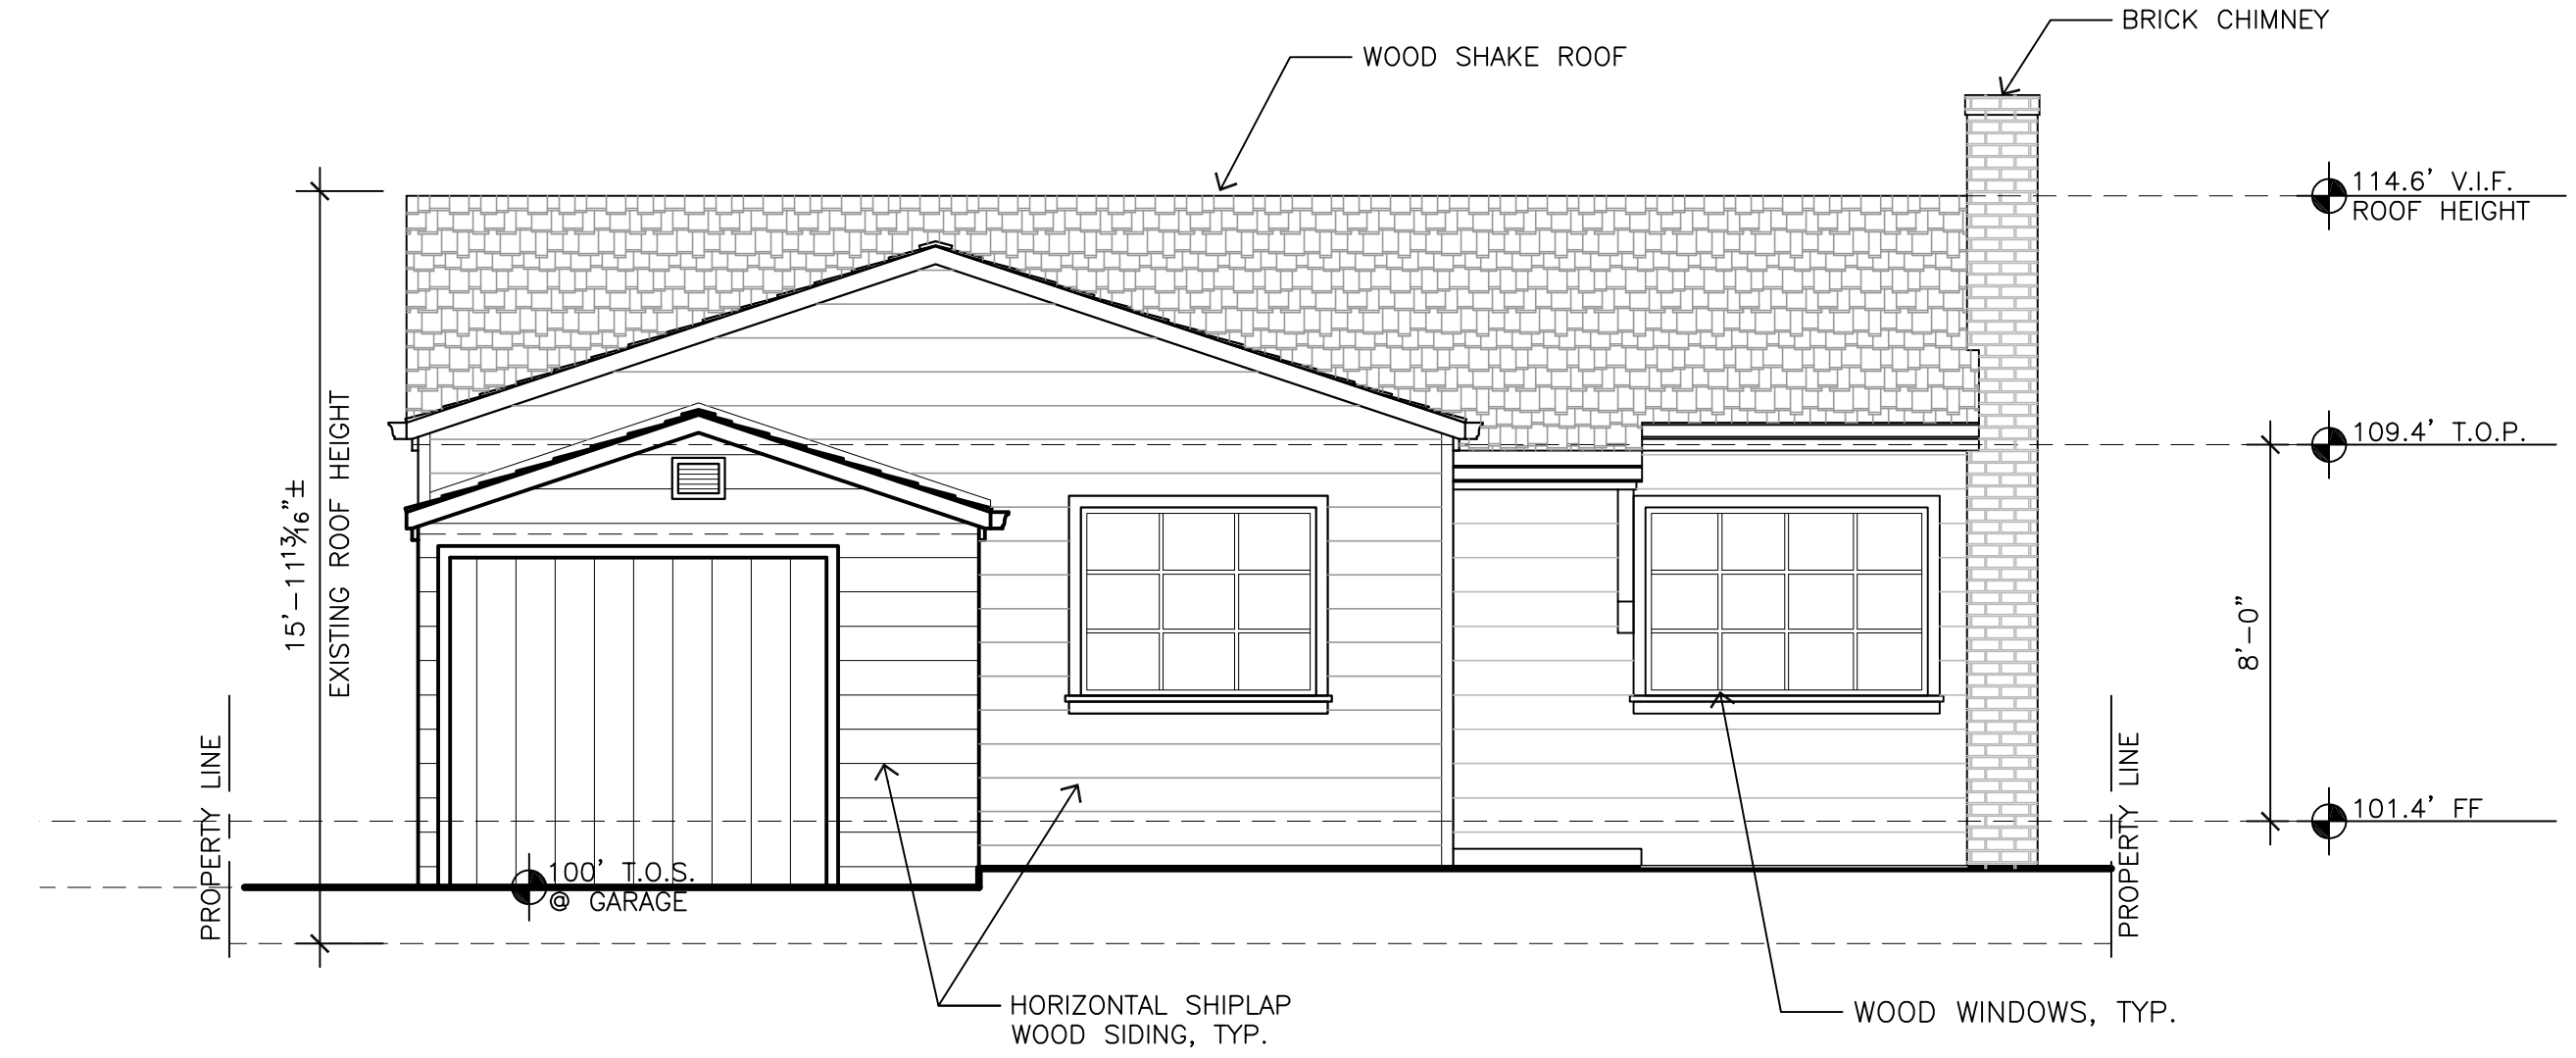 BRICK CHIMNEY
WOOD SHAKE ROOF
114.6' V.I.F.
ROOF HEIGHT
109.4' T.O.P.
15'-11 13/16"±
EXISTING ROOF HEIGHT
8'-0"
PROPERTY LINE
PROPERTY LINE
101.4' FF
100' T.O.S.
@ GARAGE
HORIZONTAL SHIPLAP
WOOD SIDING, TYP.
WOOD WINDOWS, TYP.